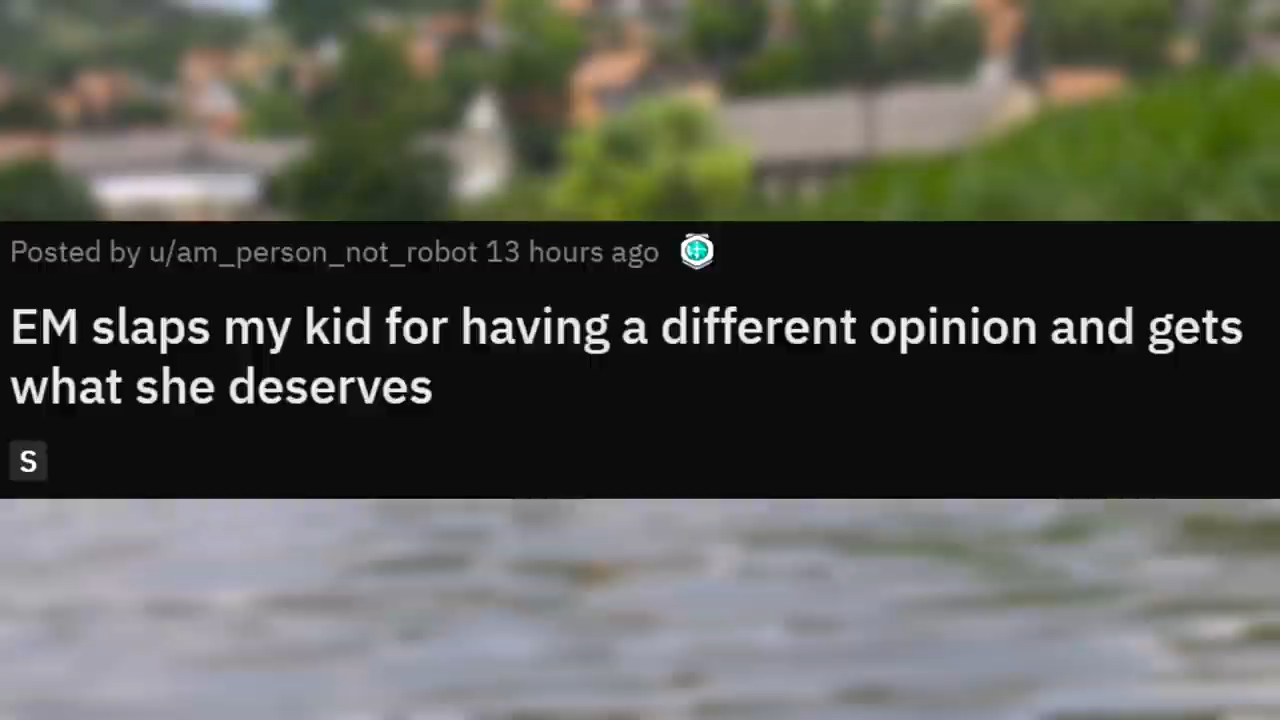 Posted by u/am_person_not_robot 13 hours ago
EM slaps my kid for having a different opinion and gets
what she deserves
S